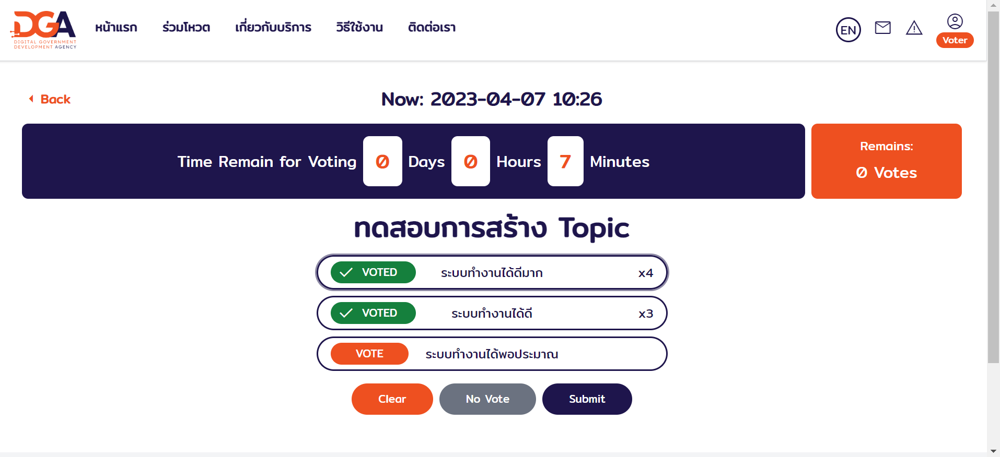 DGA
DIGITAL GOVERNMENT
DEVELOPMENT AGENCY
หน้าแรก
ร่วมโหวต
เกี่ยวกับบริการ
วิธีใช้งาน
ติดต่อเรา
EN
Voter
Back
Now: 2023-04-07 10:26
Time Remain for Voting 0 Days 0 Hours 7 Minutes
Remains:
0 Votes
ทดสอบการสร้าง Topic
VOTED ระบบทำงานได้ดีมาก x4
VOTED ระบบทำงานได้ดี x3
VOTE ระบบทำงานได้พอประมาณ
Clear No Vote Submit